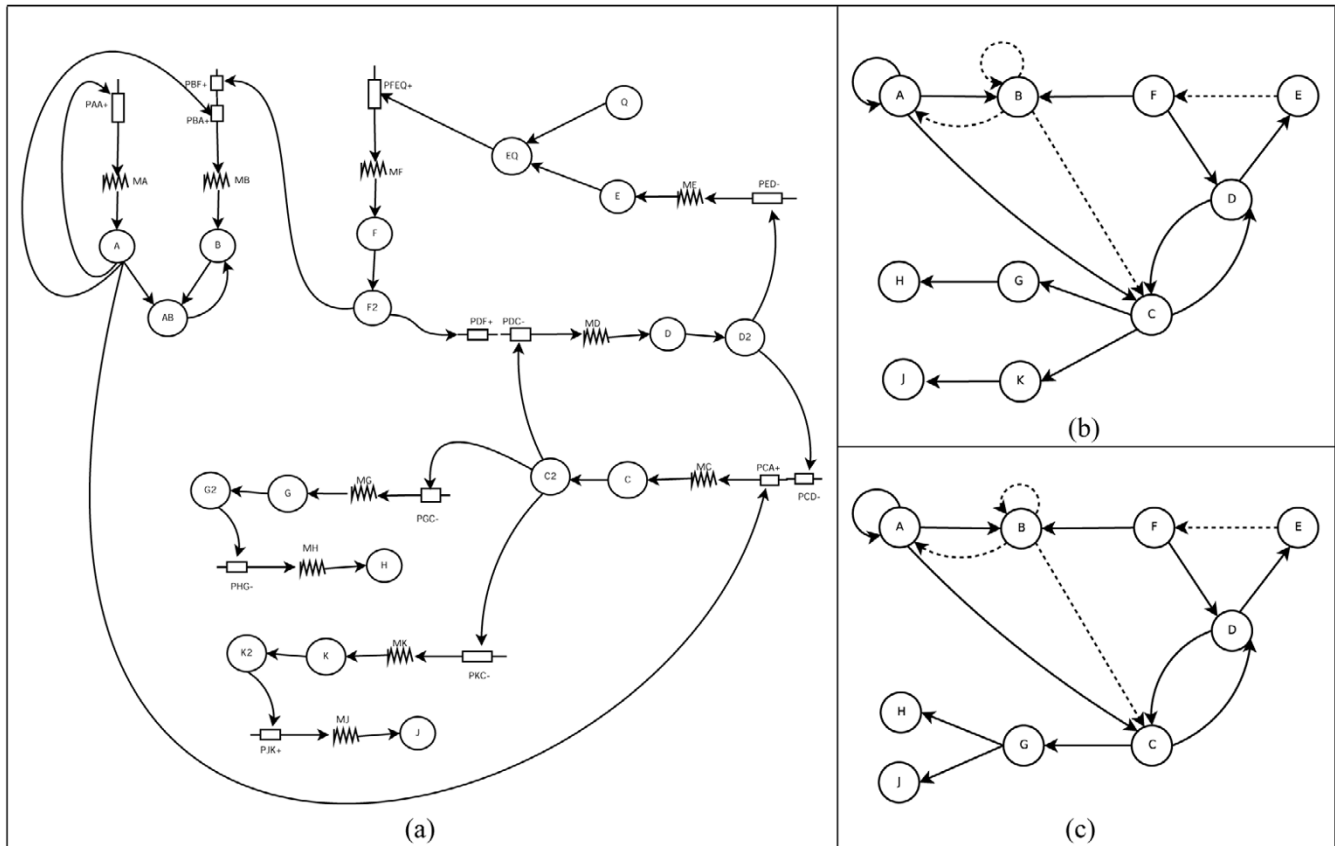 PBF+
PFEQ+
PAA+
PBA+
Q
EQ
MA
MB
MF
E
ME
PED-
A
B
F
AB
F2
PDF+
PDC-
MD
D
D2
G2
G
MG
PGC-
C2
C
MC
PCA+
PCD-
PHG-
MH
H
K2
K
MK
PKC-
PJK+
MJ
J
(a)
A
B
F
E
D
H
G
C
J
K
(b)
A
B
F
E
D
H
G
C
J
(c)